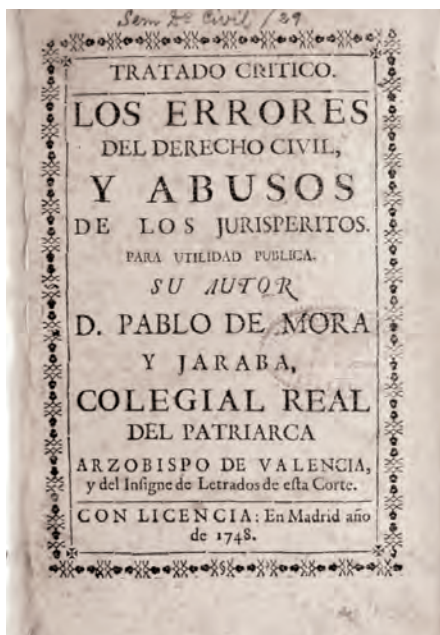 Sem Dº Civil / 29
TRATADO CRITICO.
LOS ERRORES
DEL DERECHO CIVIL,
Y ABUSOS
DE LOS JURISPERITOS.
PARA UTILIDAD PUBLICA.
SU AUTOR
D. PABLO DE MORA
Y JARABA,
COLEGIAL REAL
DEL PATRIARCA
ARZOBISPO DE VALENCIA,
y del Inſigne de Letrados de eſta Corte.
CON LICENCIA: En Madrid año
de 1748.